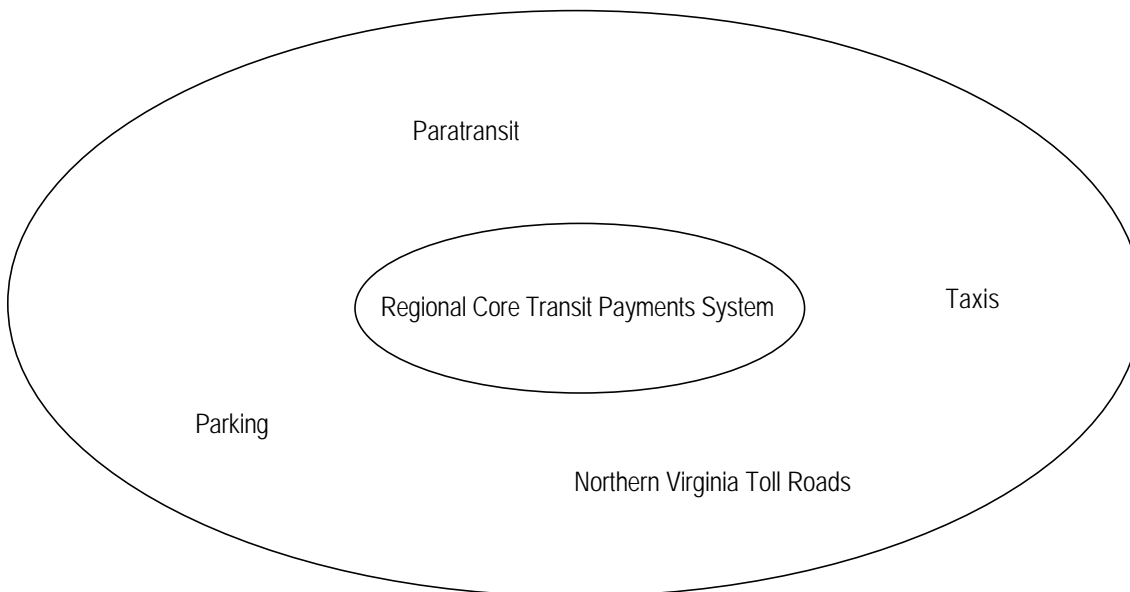 Paratransit
Taxis
Regional Core Transit Payments System
Parking
Northern Virginia Toll Roads